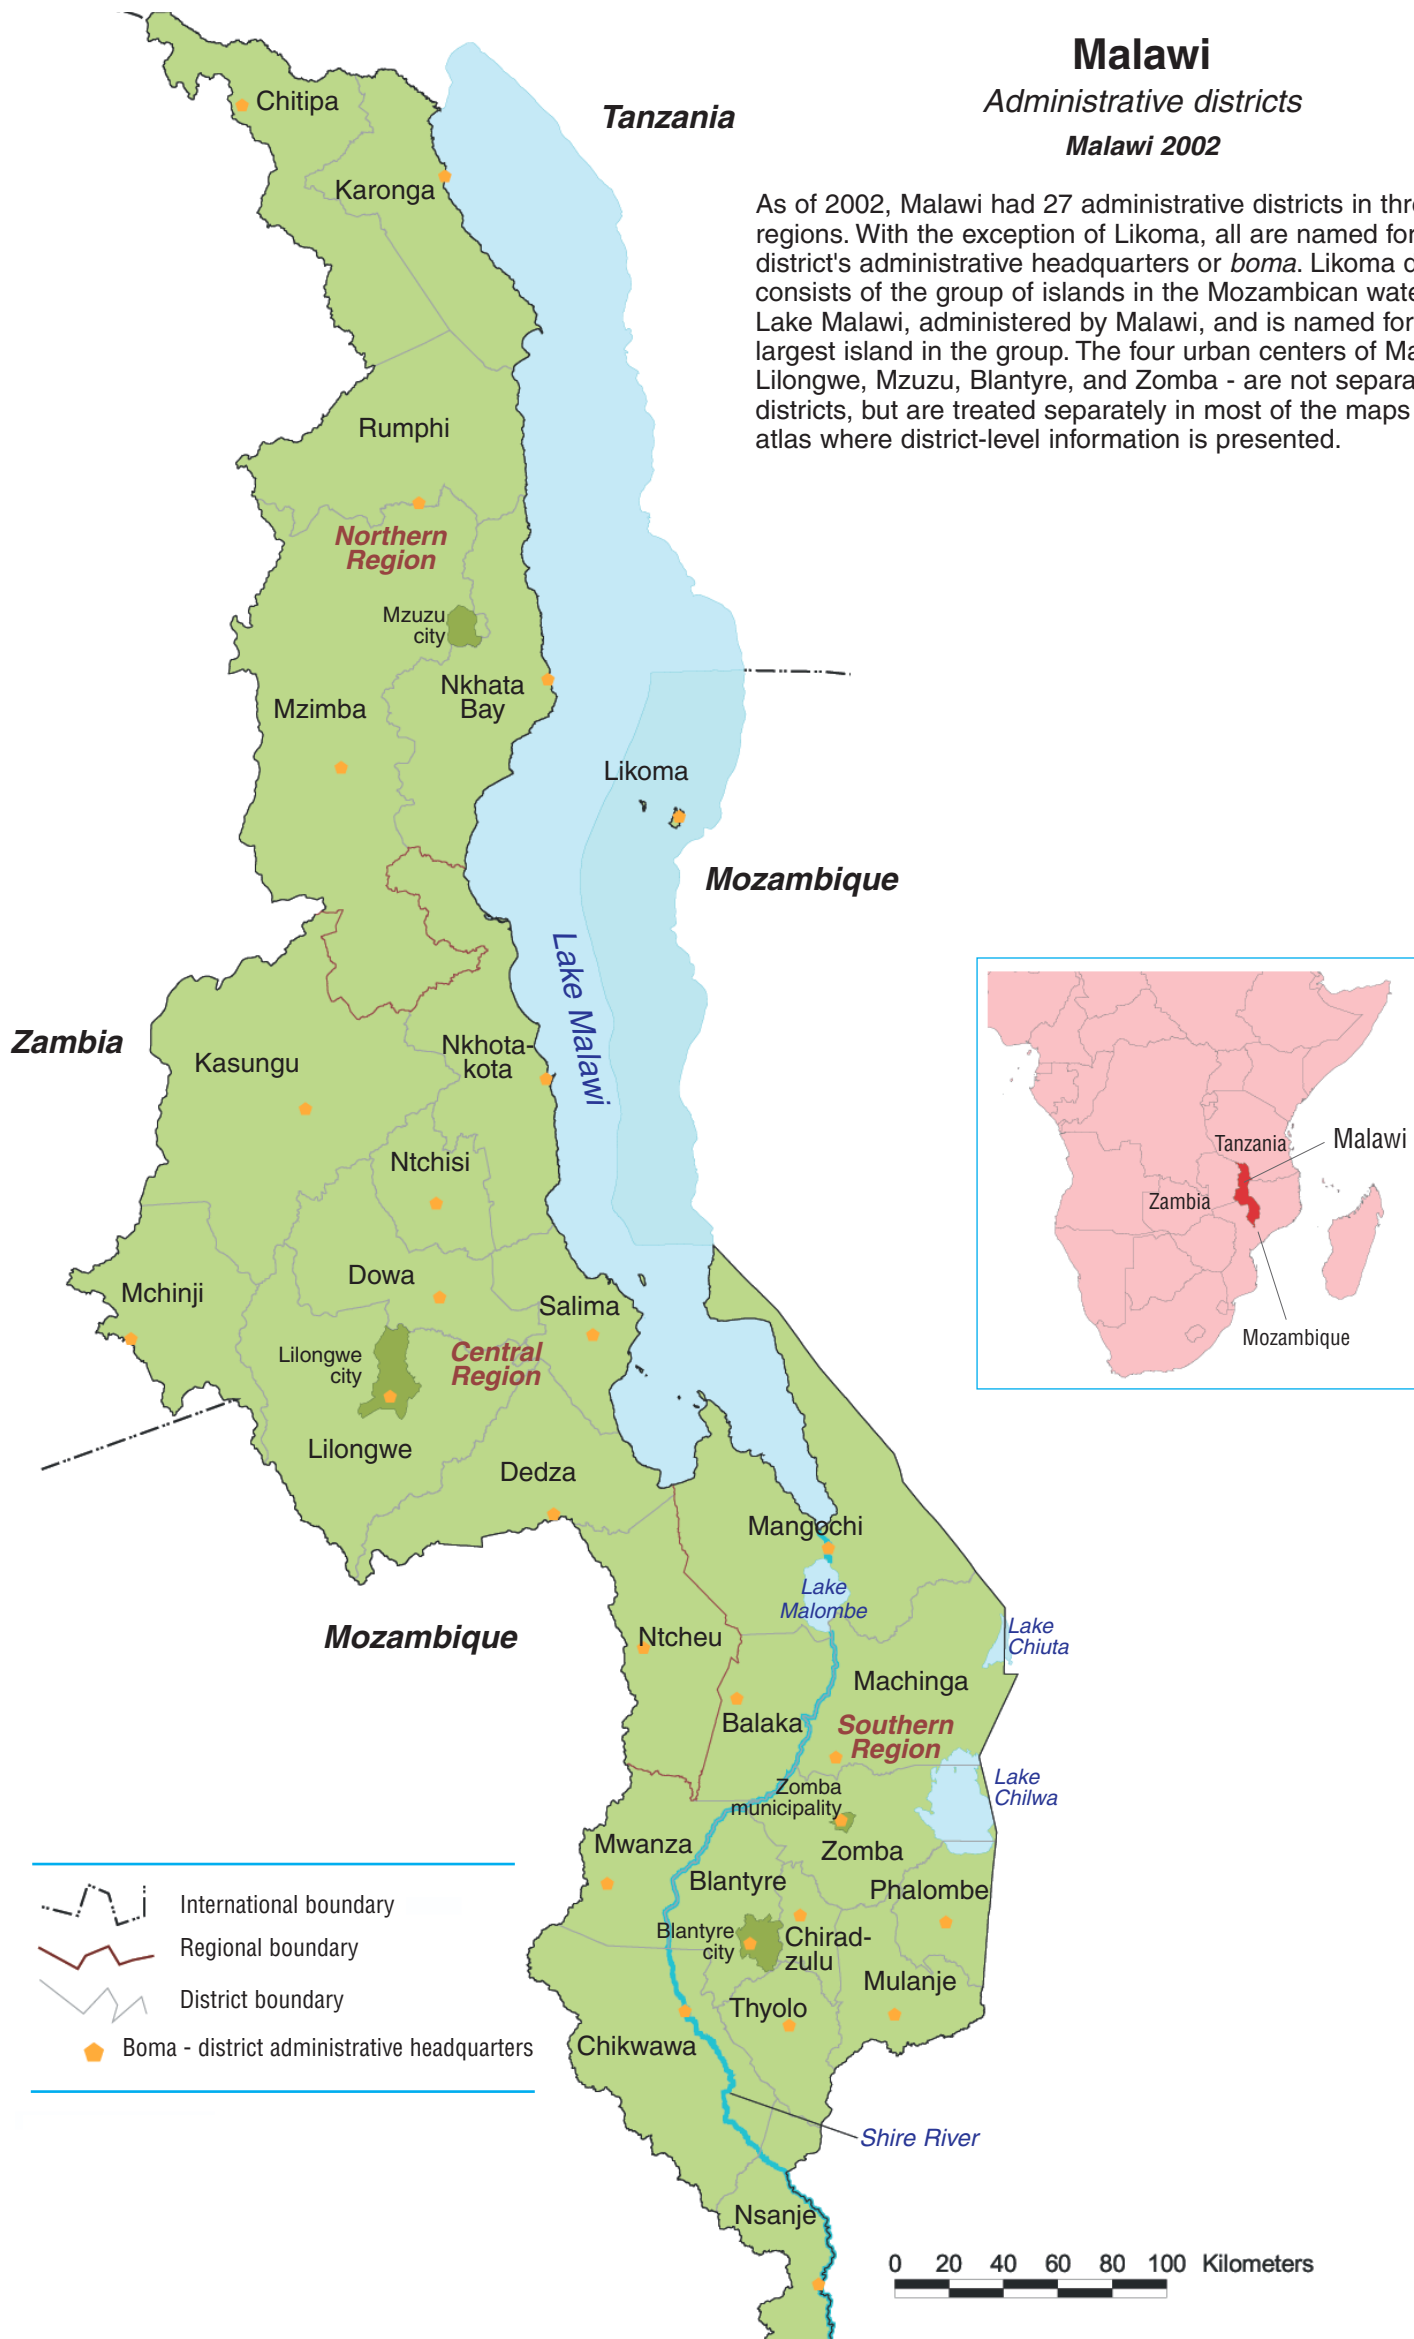 Malawi
Administrative districts
Malawi 2002
As of 2002, Malawi had 27 administrative districts in thr
regions. With the exception of Likoma, all are named for
district's administrative headquarters or boma. Likoma d
consists of the group of islands in the Mozambican wate
Lake Malawi, administered by Malawi, and is named for
largest island in the group. The four urban centers of Ma
Lilongwe, Mzuzu, Blantyre, and Zomba - are not separa
districts, but are treated separately in most of the maps
atlas where district-level information is presented.
Tanzania
Chitipa
Karonga
Rumphi
Northern
Region
Mzuzu
city
Nkhata
Bay
Mzimba
Likoma
Mozambique
Lake Malawi
Zambia
Kasungu
Nkhota-
kota
Ntchisi
Dowa
Mchinji
Salima
Lilongwe
city
Central
Region
Lilongwe
Dedza
Mangochi
Lake
Malombe
Mozambique
Ntcheu
Lake
Chiuta
Machinga
Balaka
Southern
Region
Lake
Chilwa
Zomba
municipality
Zomba
Mwanza
Blantyre
Phalombe
Blantyre
city
Chirad-
zulu
Mulanje
Thyolo
Chikwawa
Shire River
Nsanje
Tanzania
Malawi
Zambia
Mozambique
International boundary
Regional boundary
District boundary
Boma - district administrative headquarters
0 20 40 60 80 100 Kilometers